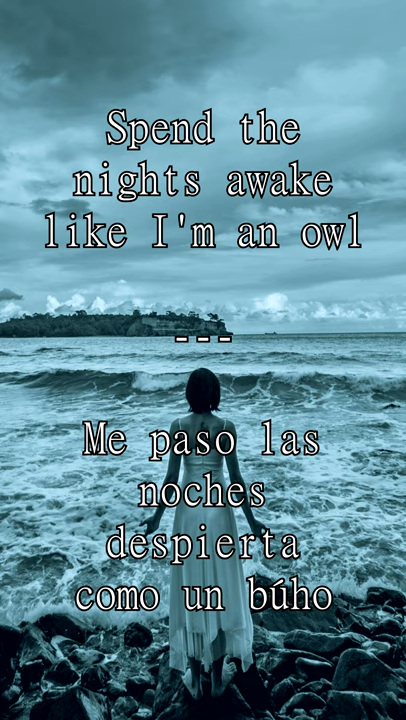 Spend the
nights awake
like I'm an owl
---
Me paso las
noches
despierta
como un búho